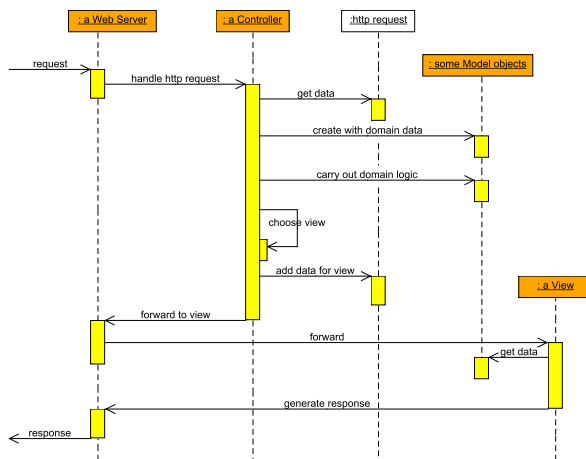 : a Web Server
: a Controller
:http request
: some Model objects
request
handle http request
get data
create with domain data
carry out domain logic
choose view
add data for view
: a View
forward to view
forward
get data
generate response
response